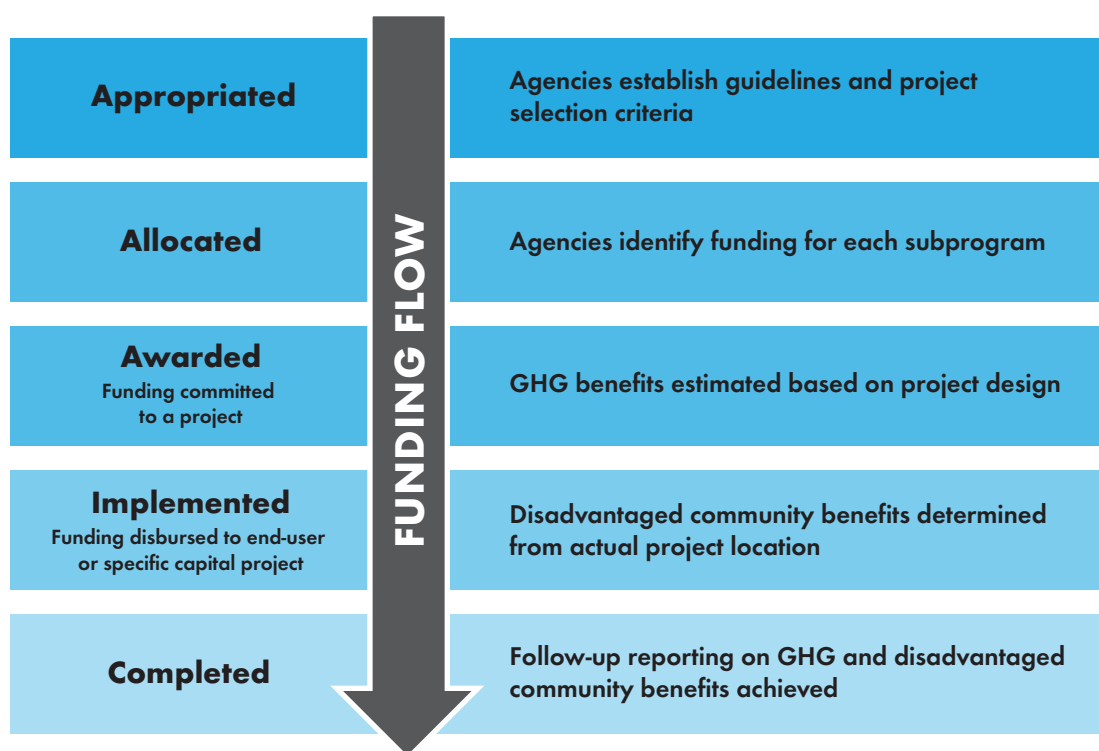 Appropriated
Agencies establish guidelines and project
selection criteria
Allocated
Agencies identify funding for each subprogram
Awarded
Funding committed
to a project
GHG benefits estimated based on project design
Implemented
Funding disbursed to end-user
or specific capital project
Disadvantaged community benefits determined
from actual project location
Completed
Follow-up reporting on GHG and disadvantaged
community benefits achieved
FUNDING FLOW